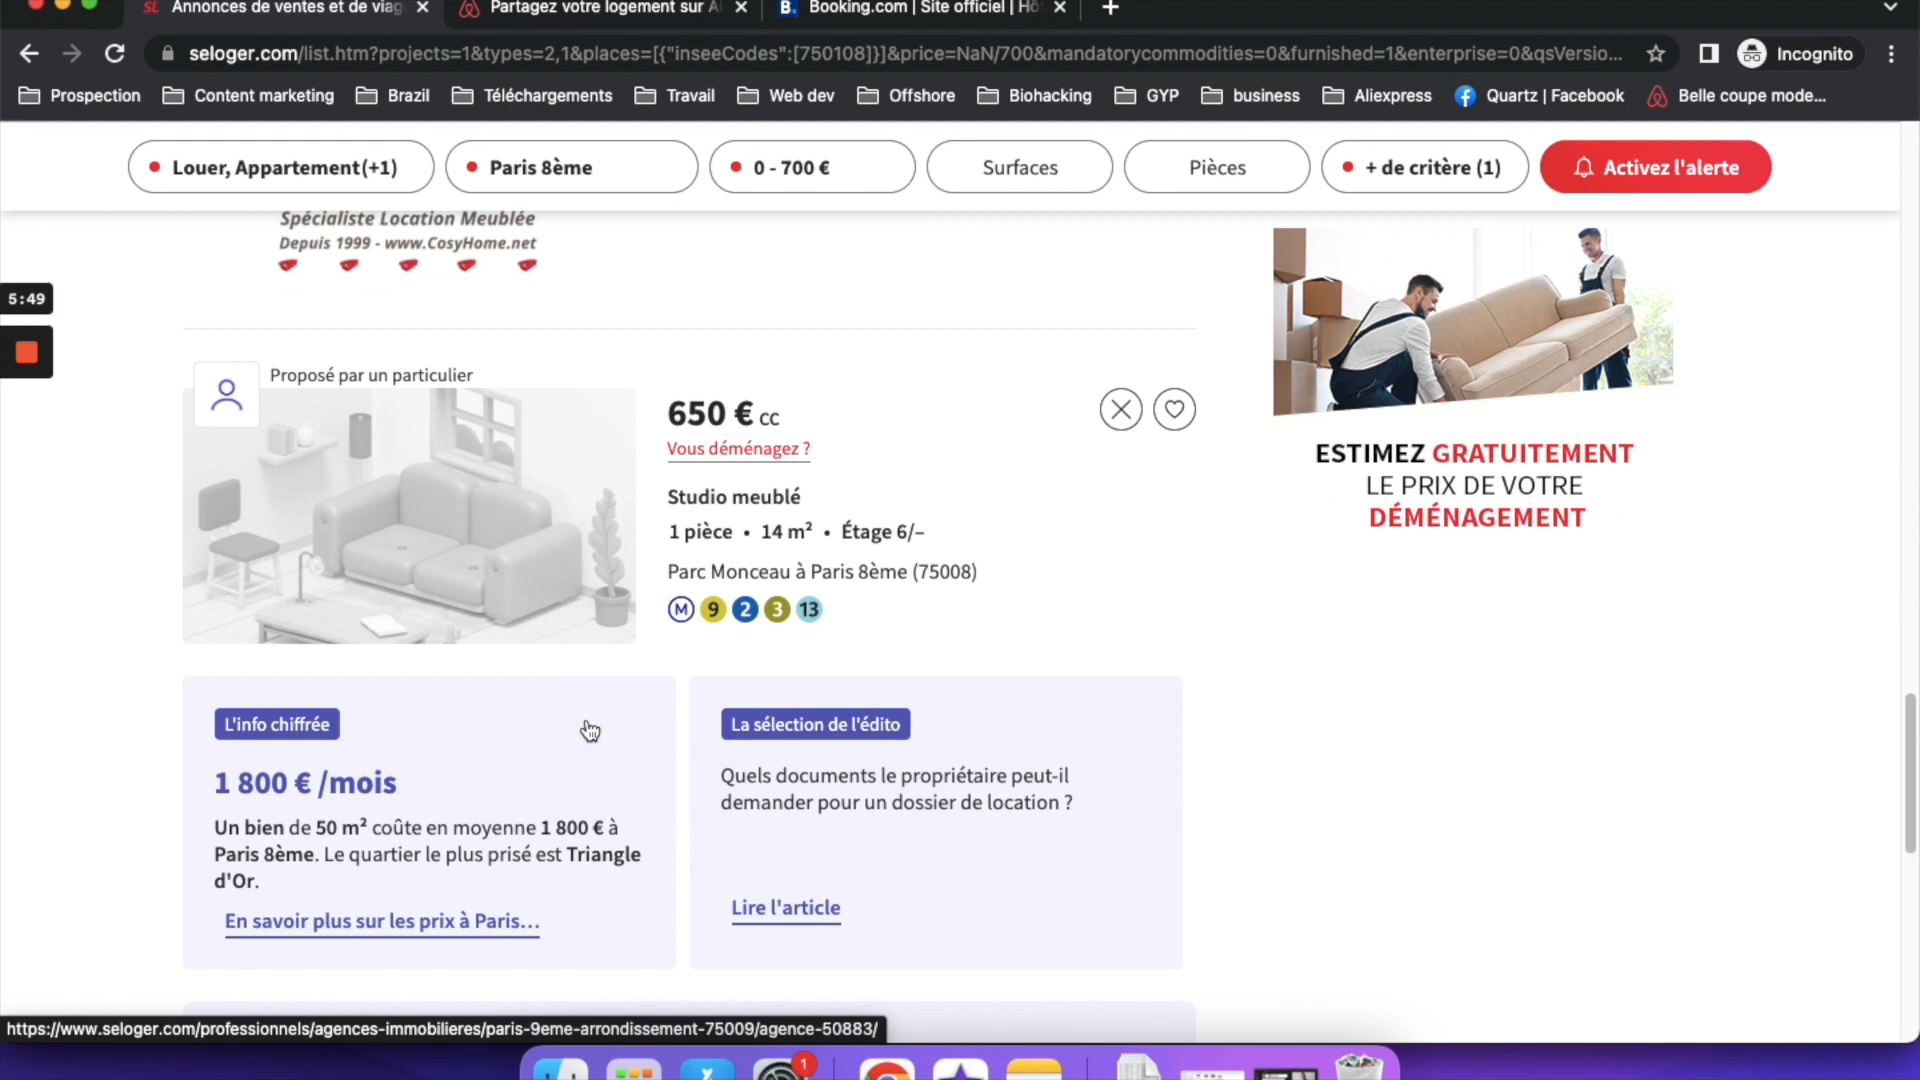 Annonces de ventes et de viag
Partagez votre logement sur Ai
B. Booking.com | Site officiel | Hô
seloger.com/list.htm?projects=1&types=2,1&places=[{"inseeCodes":[750108]}]&price=NaN/700&mandatorycommodities=0&furnished=1&enterprise=0&qsVersio...
Incognito
Prospection
Content marketing
Brazil
Téléchargements
Travail
Web dev
Offshore
Biohacking
GYP
business
Aliexpress
Quartz | Facebook
Belle coupe mode...
Louer, Appartement(+1)
Paris 8ème
0 - 700 €
Surfaces
Pièces
+ de critère (1)
Activez l'alerte
Spécialiste Location Meublée
Depuis 1999 - www.CosyHome.net
5:49
Proposé par un particulier
650 € cc
Vous déménagez ?
Studio meublé
1 pièce • 14 m² • Étage 6/–
Parc Monceau à Paris 8ème (75008)
M 9 2 3 13
ESTIMEZ GRATUITEMENT
LE PRIX DE VOTRE
DÉMÉNAGEMENT
L'info chiffrée
1 800 € /mois
Un bien de 50 m² coûte en moyenne 1 800 € à
Paris 8ème. Le quartier le plus prisé est Triangle
d'Or.
En savoir plus sur les prix à Paris...
La sélection de l'édito
Quels documents le propriétaire peut-il
demander pour un dossier de location ?
Lire l'article
https://www.seloger.com/professionnels/agences-immobilieres/paris-9eme-arrondissement-75009/agence-50883/
1